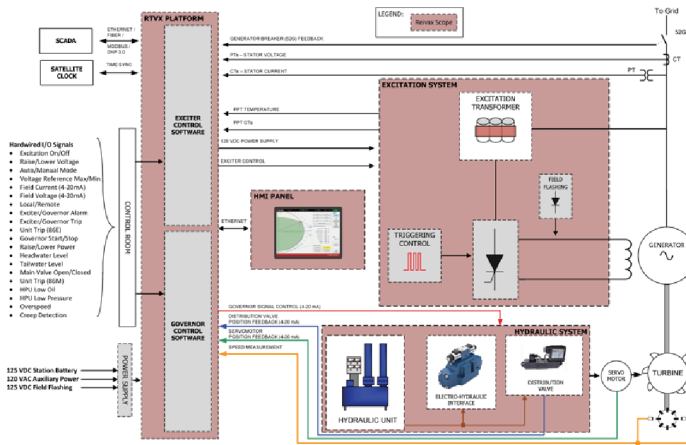 RTVX PLATFORM
LEGEND:
Reivax Scope
To-Grid
52G
CT
PT
SCADA
ETHERNET /
FIBER /
MODBUS /
DNP 3.0
SATELLITE
CLOCK
TIME SYNC
GENERATOR BREAKER (52G) FEEDBACK
PTs – STATOR VOLTAGE
CTs – STATOR CURRENT
PPT TEMPERATURE
PPT CTs
125 VDC POWER SUPPLY
EXCITER CONTROL
EXCITER
CONTROL
SOFTWARE
EXCITATION SYSTEM
EXCITATION
TRANSFORMER
FIELD
FLASHING
TRIGGERING
CONTROL
GENERATOR
Hardwired I/O Signals
• Excitation On/Off
• Raise/Lower Voltage
• Auto/Manual Mode
• Voltage Reference Max/Min
• Field Current (4-20mA)
• Field Voltage (4-20mA)
• Local/Remote
• Exciter/Governor Alarm
• Exciter/Governor Trip
• Unit Trip (86E)
• Governor Start/Stop
• Raise/Lower Power
• Headwater Level
• Tailwater Level
• Main Valve Open/Closed
• Unit Trip (86M)
• HPU Low Oil
• HPU Low Pressure
• Overspeed
• Creep Detection
CONTROL ROOM
HMI PANEL
ETHERNET
GOVERNOR
CONTROL
SOFTWARE
GOVERNOR SIGNAL CONTROL (4-20 mA)
DISTRIBUTION VALVE
POSITION FEEDBACK (4-20 mA)
SERVOMOTOR
POSITION FEEDBACK (4-20 mA)
SPEED MEASUREMENT
HYDRAULIC SYSTEM
HYDRAULIC UNIT
ELECTRO-HYDRAULIC
INTERFACE
DISTRIBUTION
VALVE
SERVO
MOTOR
TURBINE
POWER SUPPLY
125 VDC Station Battery
120 VAC Auxiliary Power
125 VDC Field Flashing